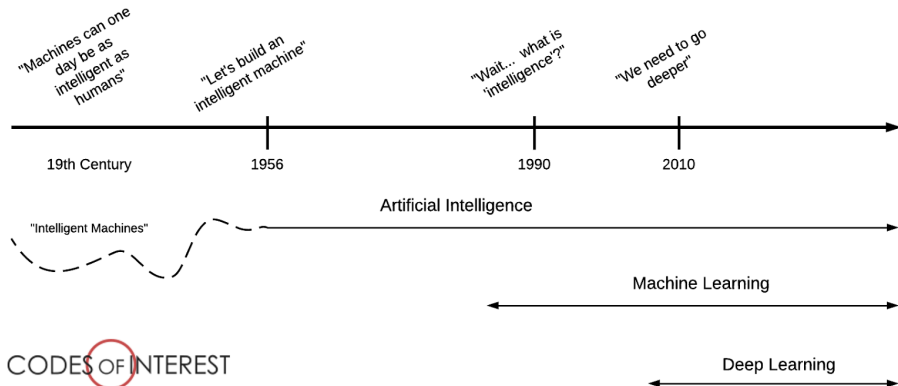 "Machines can one
day be as
intelligent as
humans"
"Let's build an
intelligent machine"
"Wait... what is
'intelligence'?"
"We need to go
deeper"
19th Century
1956
1990
2010
Artificial Intelligence
"Intelligent Machines"
Machine Learning
CODES OF INTEREST
Deep Learning